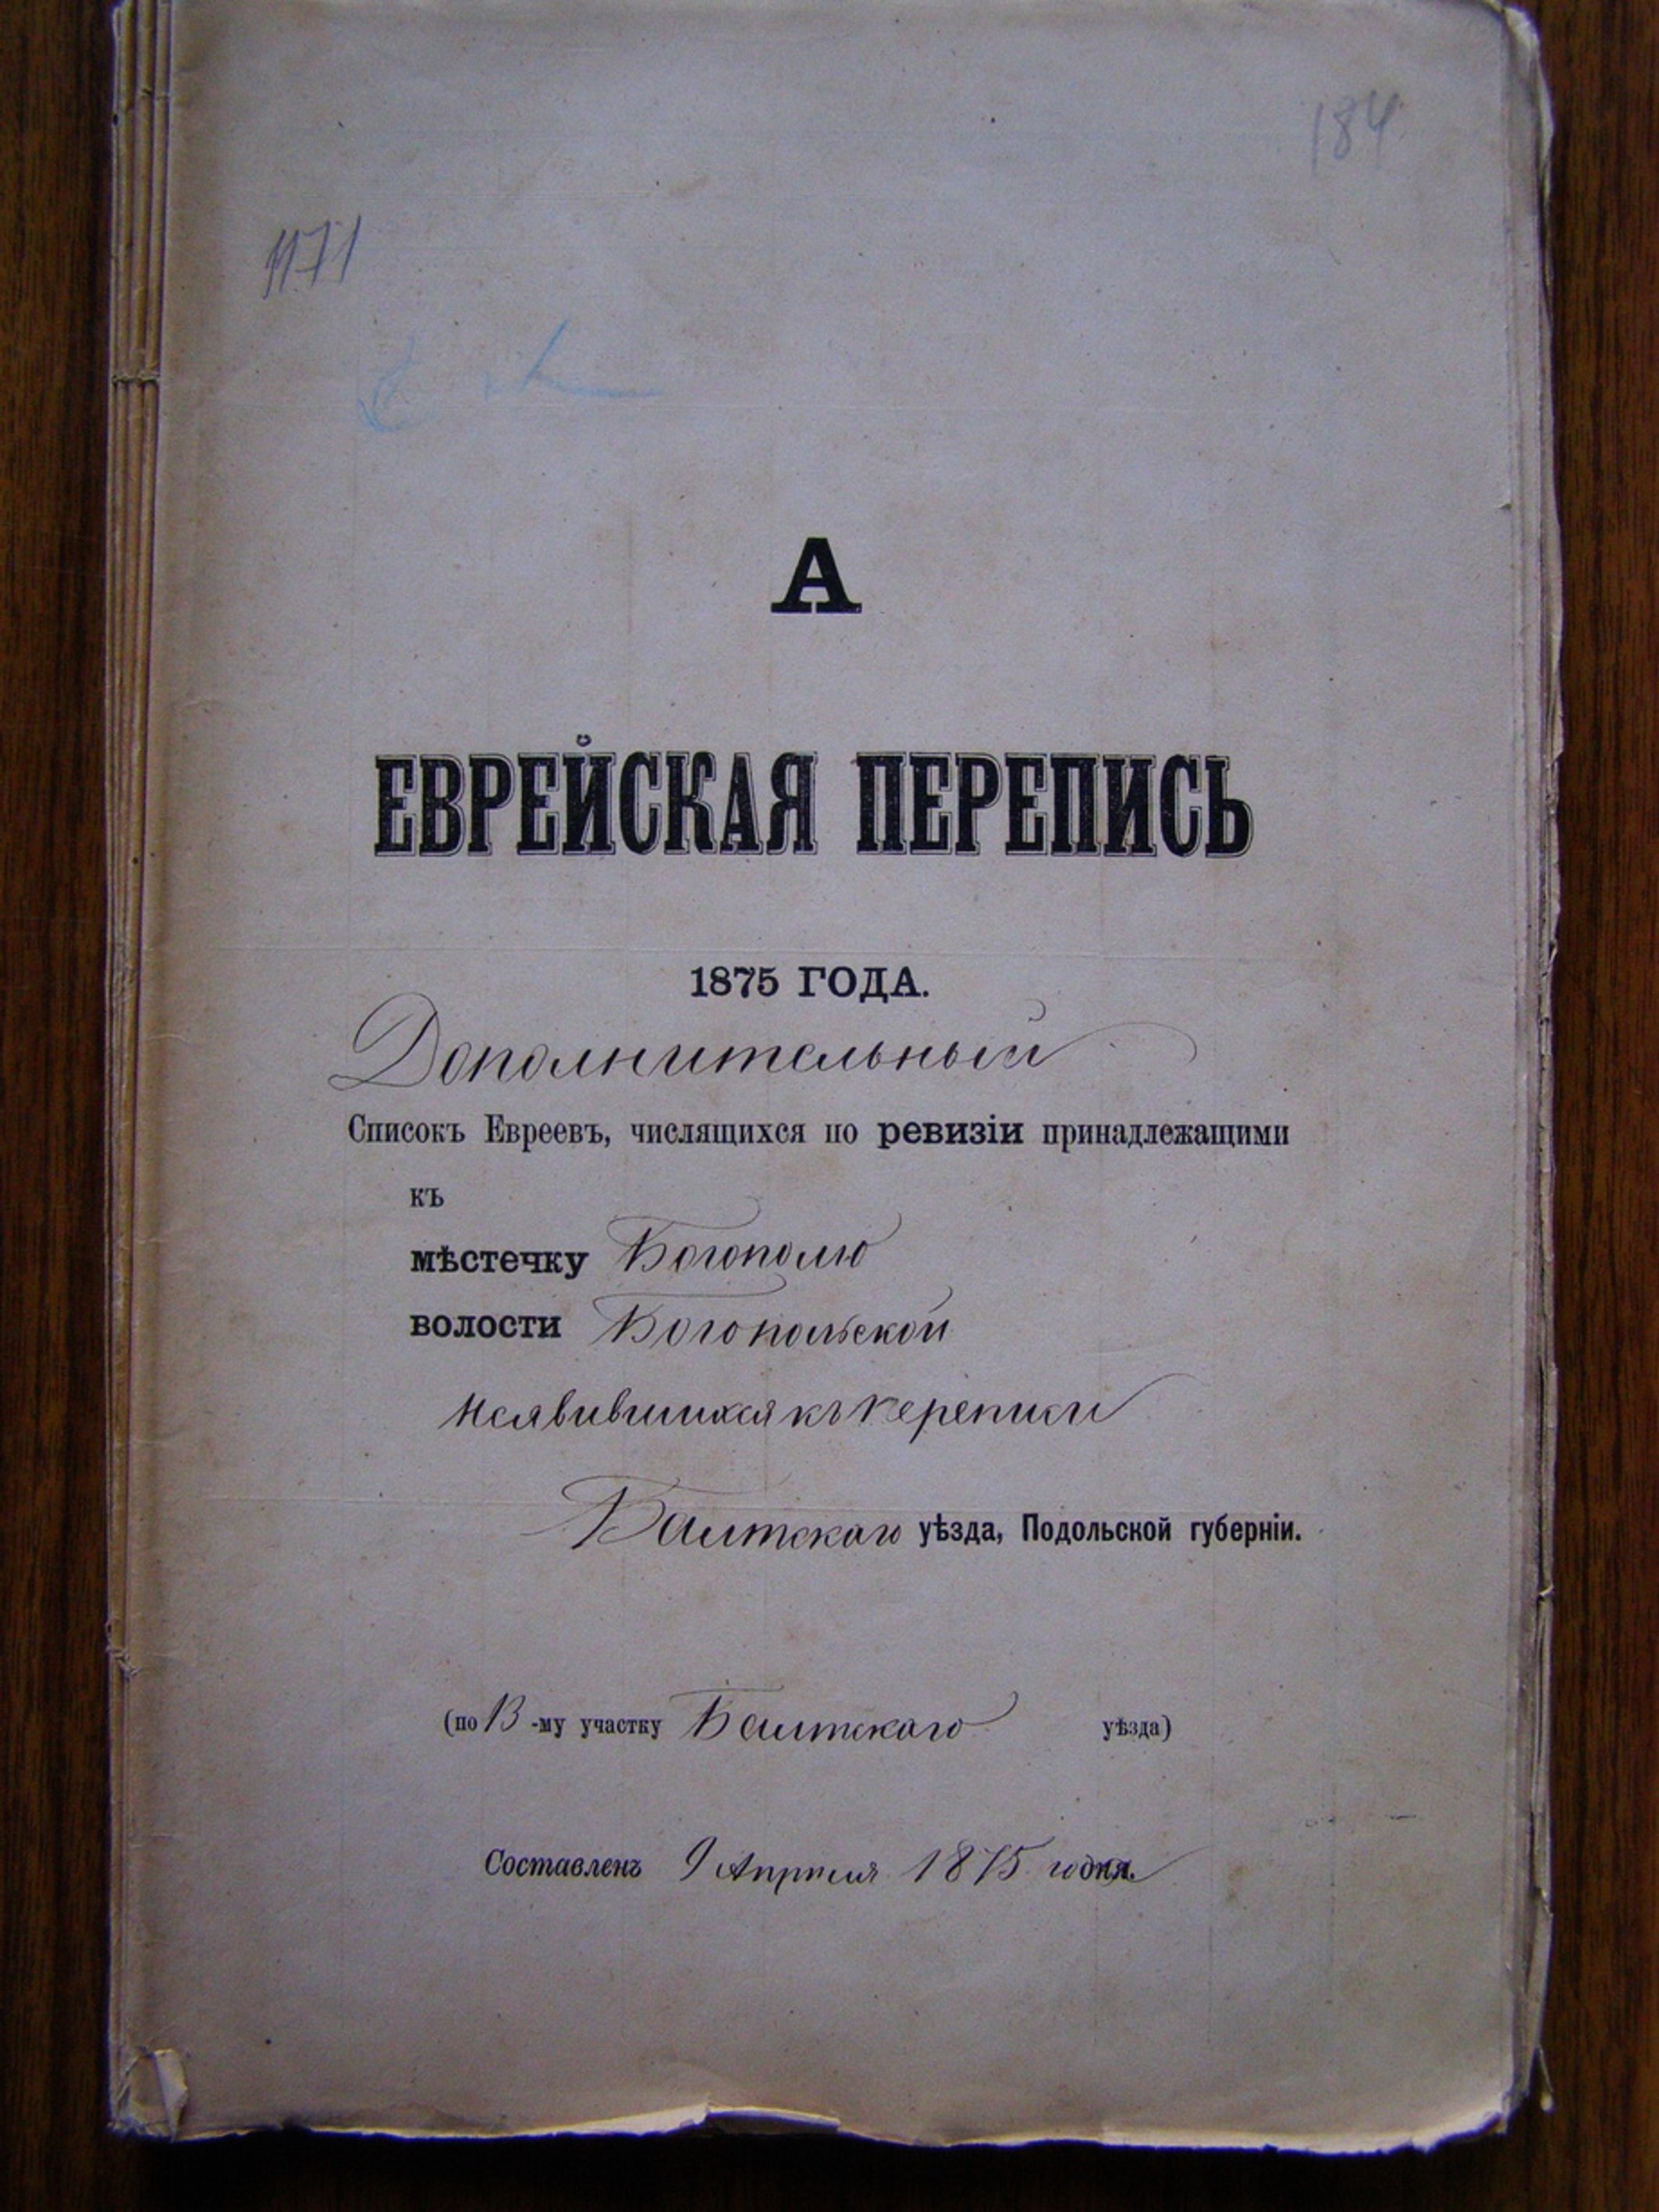 184
1171
А
ЕВРЕЙСКАЯ ПЕРЕПИСЬ
1875 ГОДА.
Дополнительный
Списокъ Евреевъ, числящихся по ревизіи принадлежащими
къ
мѣстечку Богополю
волости Богопольской
неявившихся къ переписи
Балтскаго уѣзда, Подольской губерніи.
(по 13-му участку Балтскаго уѣзда)
Составленъ 9 Апрѣля 1875 года.